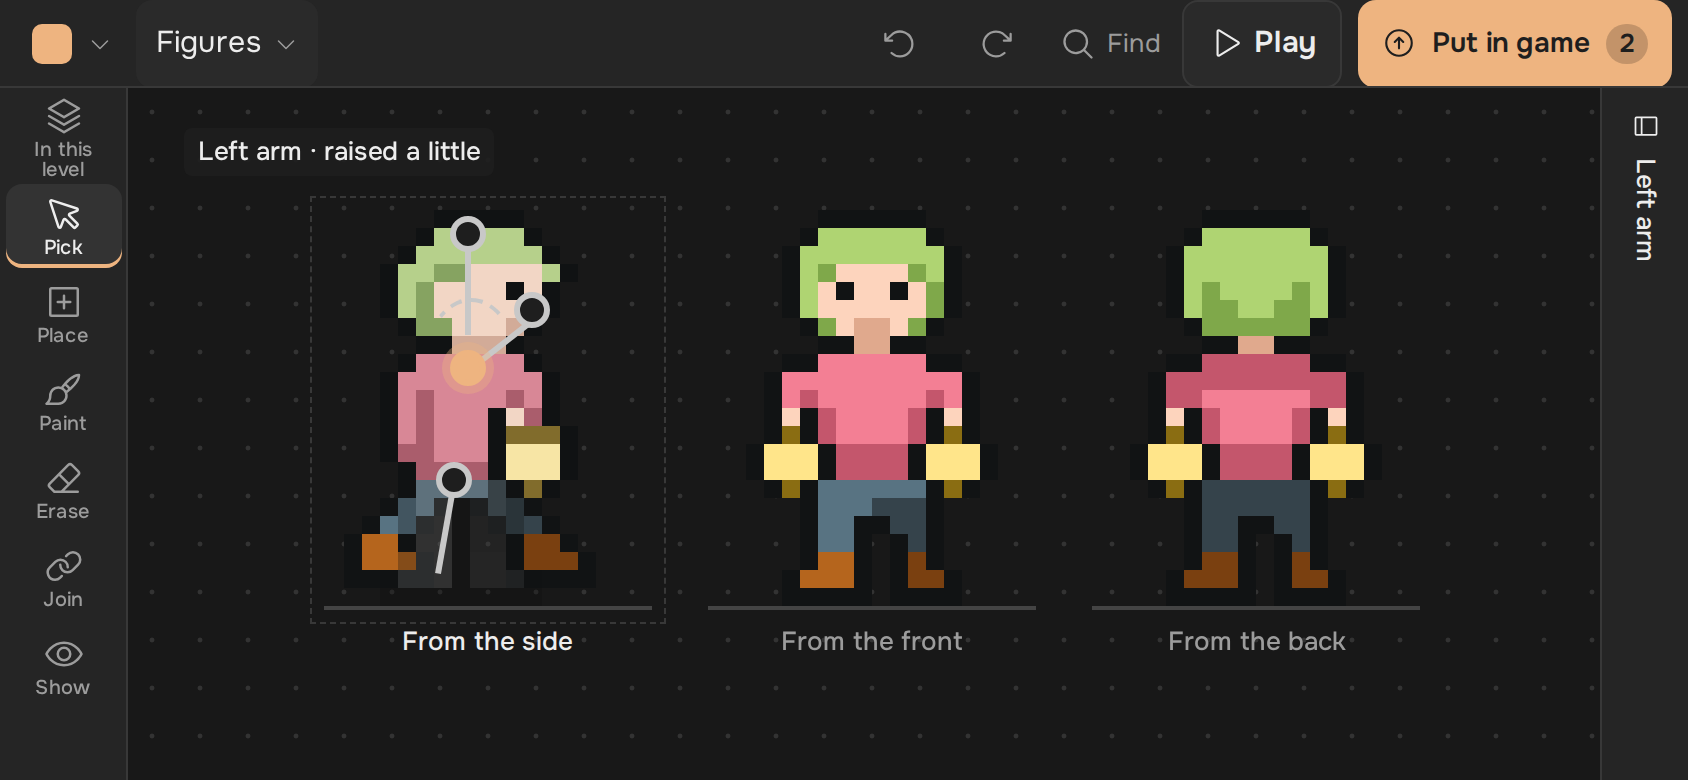 Figures
Find
Play
Put in game 2
In this
level
Pick
Place
Paint
Erase
Join
Show
Left arm · raised a little
From the side
From the front
From the back
Left arm